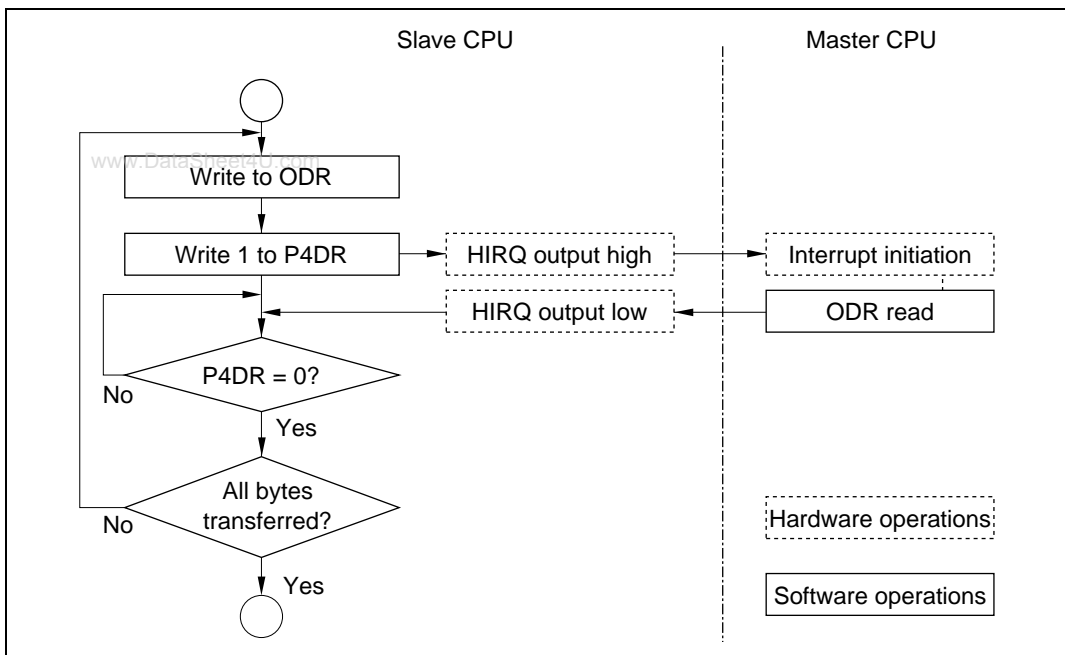 Slave CPU
Master CPU
www.DataSheet4U.com
Write to ODR
Write 1 to P4DR
HIRQ output high
Interrupt initiation
HIRQ output low
ODR read
P4DR = 0?
No
Yes
All bytes
transferred?
No
Yes
Hardware operations
Software operations